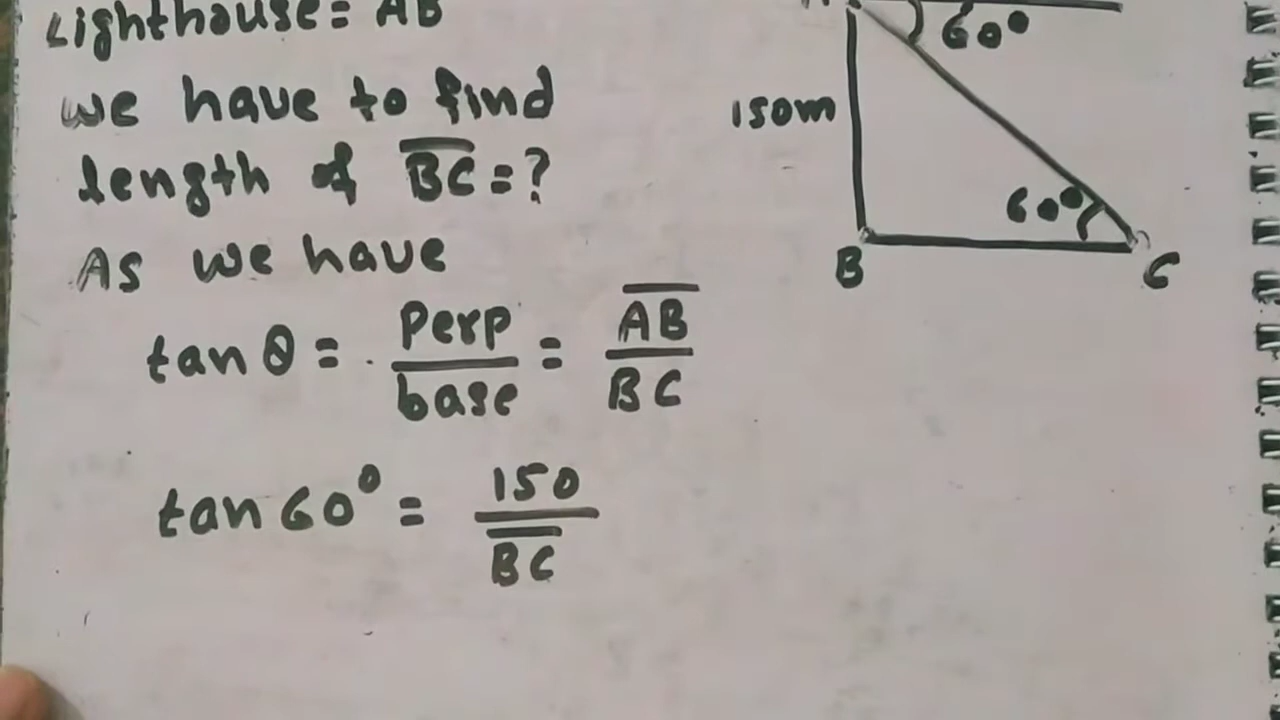 Lighthouse= AB
we have to find
length of BC=?
As we have
tan θ = Perp/base = AB/BC
tan 60° = 150/BC
A
60°
150m
60°
B
C